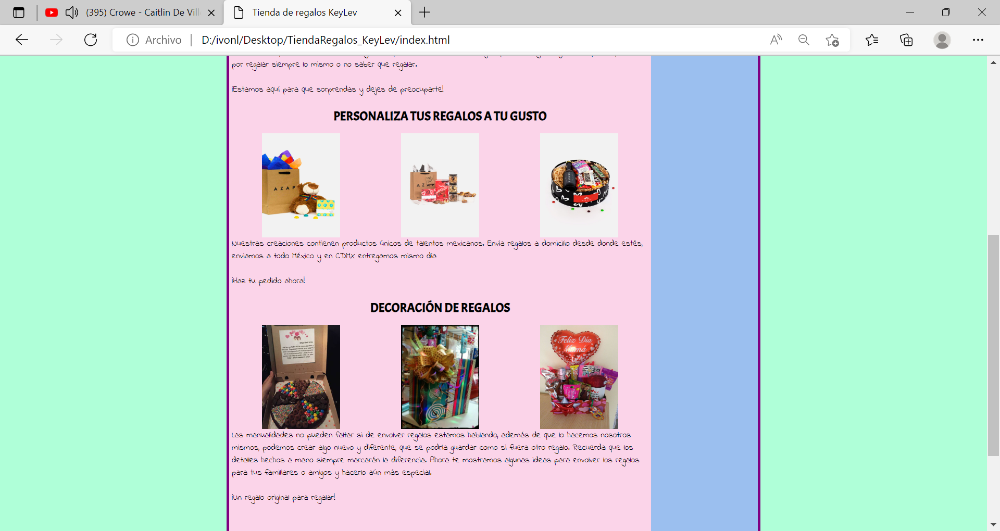 (395) Crowe - Caitlin De Vill
Tienda de regalos KeyLev
Archivo
D:/ivonl/Desktop/TiendaRegalos_KeyLev/index.html
por regalar siempre lo mismo o no saber que regalar.
¡Estamos aquí para que sorprendas y dejes de preocuparte!
PERSONALIZA TUS REGALOS A TU GUSTO
AZAP
AZAP
Nuestras creaciones contienen productos únicos de talentos mexicanos. Envía regalos a domicilio desde donde estés,
enviamos a todo México y en CDMX entregamos mismo día
¡Haz tu pedido ahora!
DECORACIÓN DE REGALOS
Feliz Día
Mamá
Las manualidades no pueden faltar si de envolver regalos estamos hablando, además de que lo hacemos nosotros
mismos, podemos crear algo nuevo y diferente, que se podría guardar como si fuera otro regalo. Recuerda que los
detalles hechos a mano siempre marcarán la diferencia. Ahora te mostramos algunas ideas para envolver los regalos
para tus familiares o amigos y hacerlo aún más especial.
¡Un regalo original para regalar!